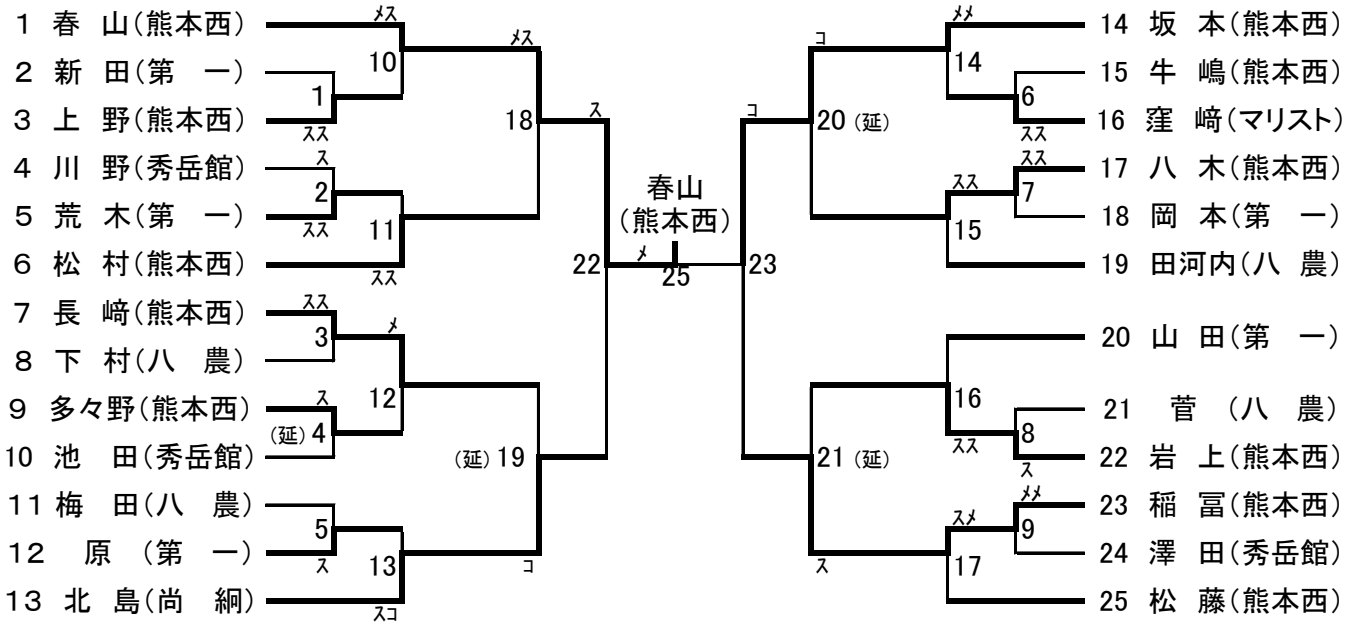 1 春 山(熊本西)
2 新 田(第 一)
3 上 野(熊本西)
4 川 野(秀岳館)
5 荒 木(第 一)
6 松 村(熊本西)
7 長 﨑(熊本西)
8 下 村(八 農)
9 多々野(熊本西)
10 池 田(秀岳館)
11 梅 田(八 農)
12 原 (第 一)
13 北 島(尚 絅)
メス
10
1
スス
ス
2
スス
11
スス
スス
3
メ
12
ス
(延) 4
5
ス
13
スコ
メス
18
(延) 19
コ
ス
22
春山
(熊本西)
メ
25
コ
23
コ
20 (延)
21 (延)
ス
メメ
14
6
スス
スス
スス
7
15
16
8
スス
ス
メメ
スメ
9
17
14 坂 本(熊本西)
15 牛 嶋(熊本西)
16 窪 﨑(マリスト)
17 八 木(熊本西)
18 岡 本(第 一)
19 田河内(八 農)
20 山 田(第 一)
21 菅 (八 農)
22 岩 上(熊本西)
23 稲 冨(熊本西)
24 澤 田(秀岳館)
25 松 藤(熊本西)